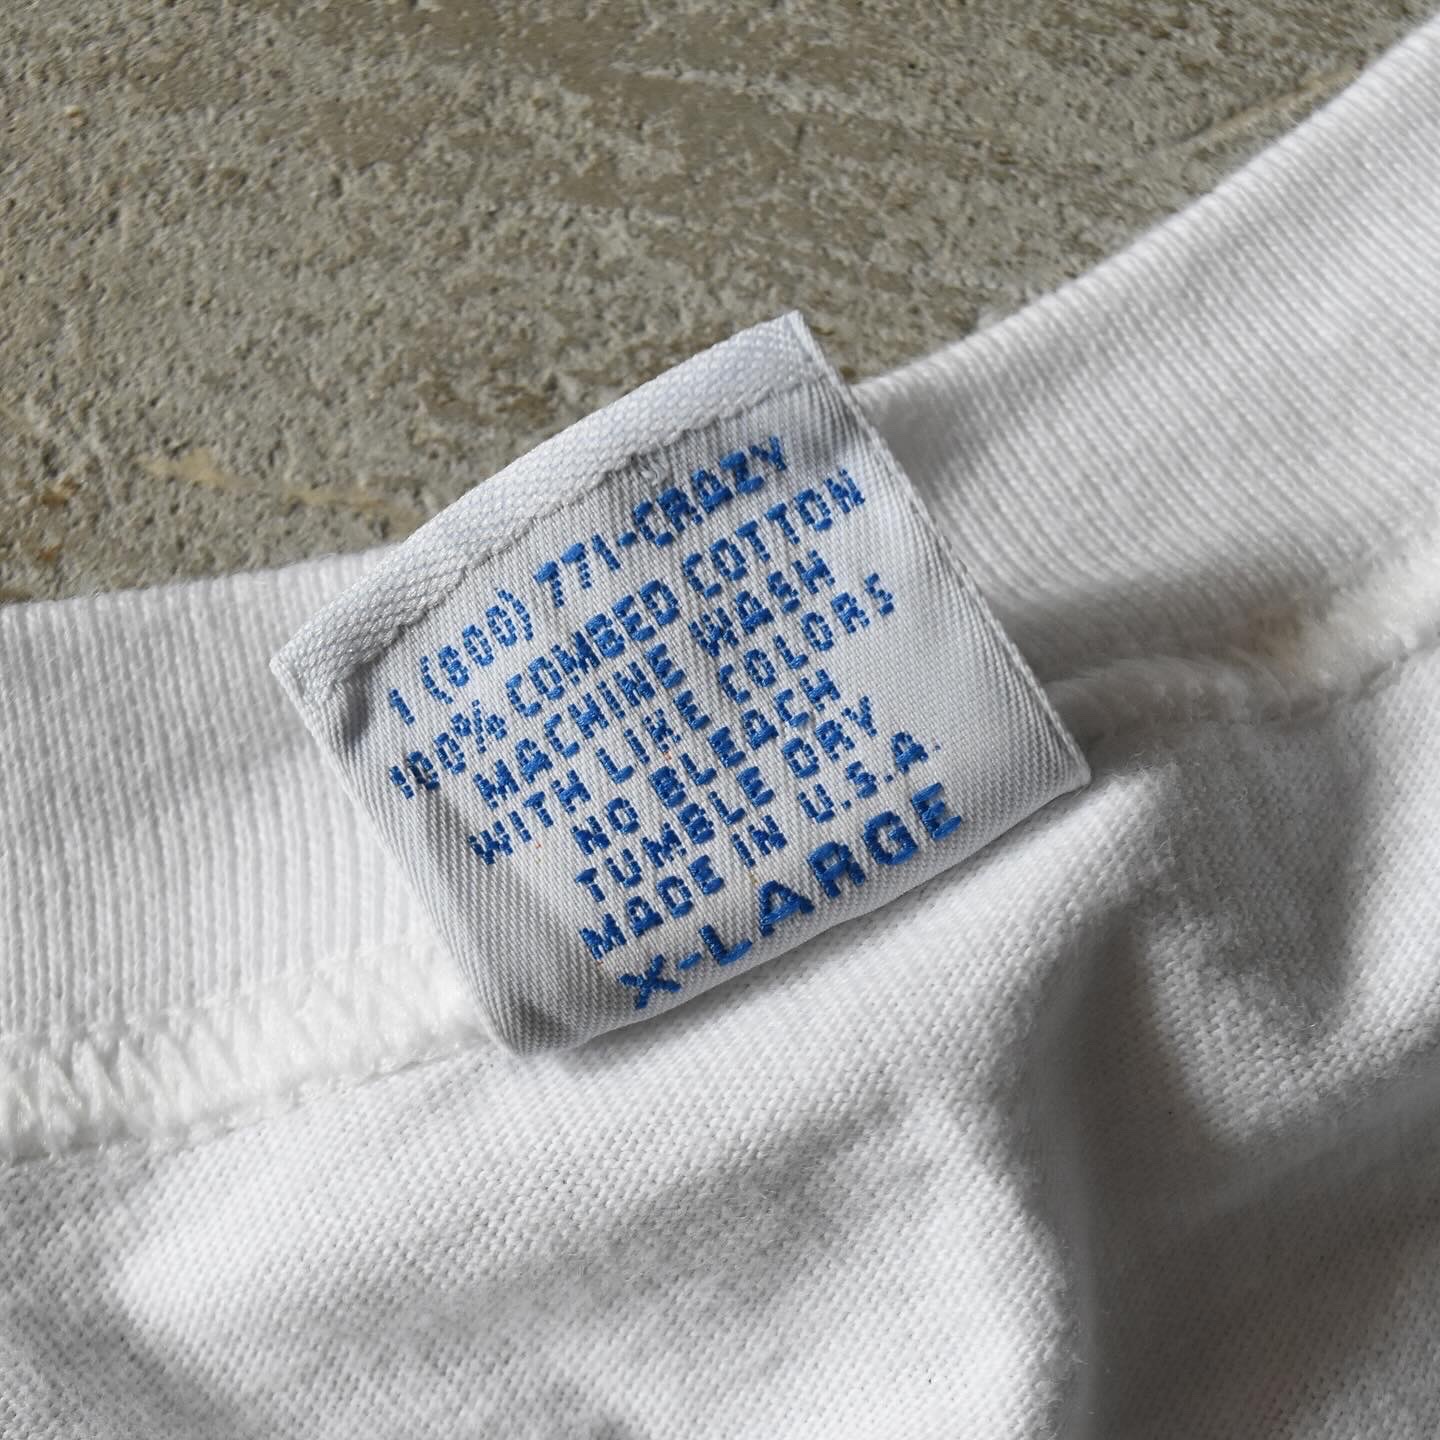 1 (800) 771-CRAZY
100% COMBED COTTON
MACHINE WASH
WITH LIKE COLORS
NO BLEACH
TUMBLE DRY
MADE IN U.S.A.
X-LARGE